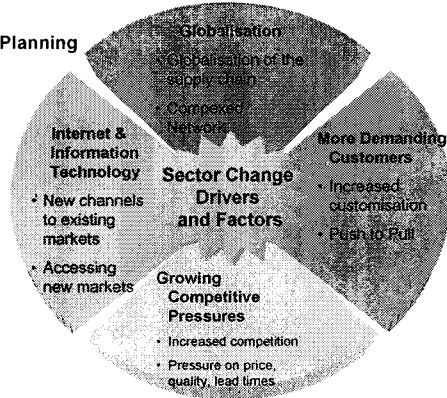 Planning
Globalisation
• Globalisation of the
supply chain
• Compexed
Network
Internet &
Information
Technology
• New channels
to existing
markets
• Accessing
new markets
Sector Change
Drivers
and Factors
More Demanding
Customers
• Increased
customisation
• Push to Pull
Growing
Competitive
Pressures
• Increased competition
• Pressure on price,
quality, lead times